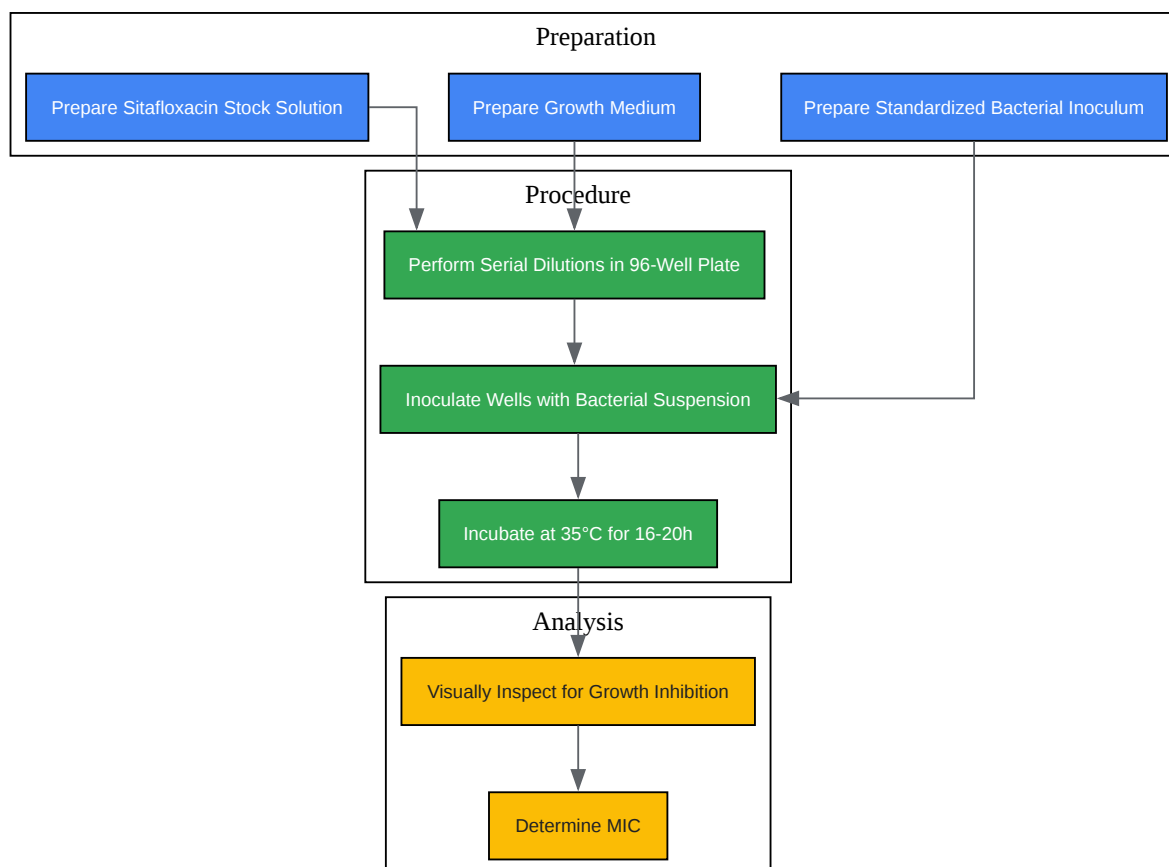 Preparation
Prepare Sitafloxacin Stock Solution
Prepare Growth Medium
Prepare Standardized Bacterial Inoculum
Procedure
Perform Serial Dilutions in 96-Well Plate
Inoculate Wells with Bacterial Suspension
Incubate at 35°C for 16-20h
Analysis
Visually Inspect for Growth Inhibition
Determine MIC